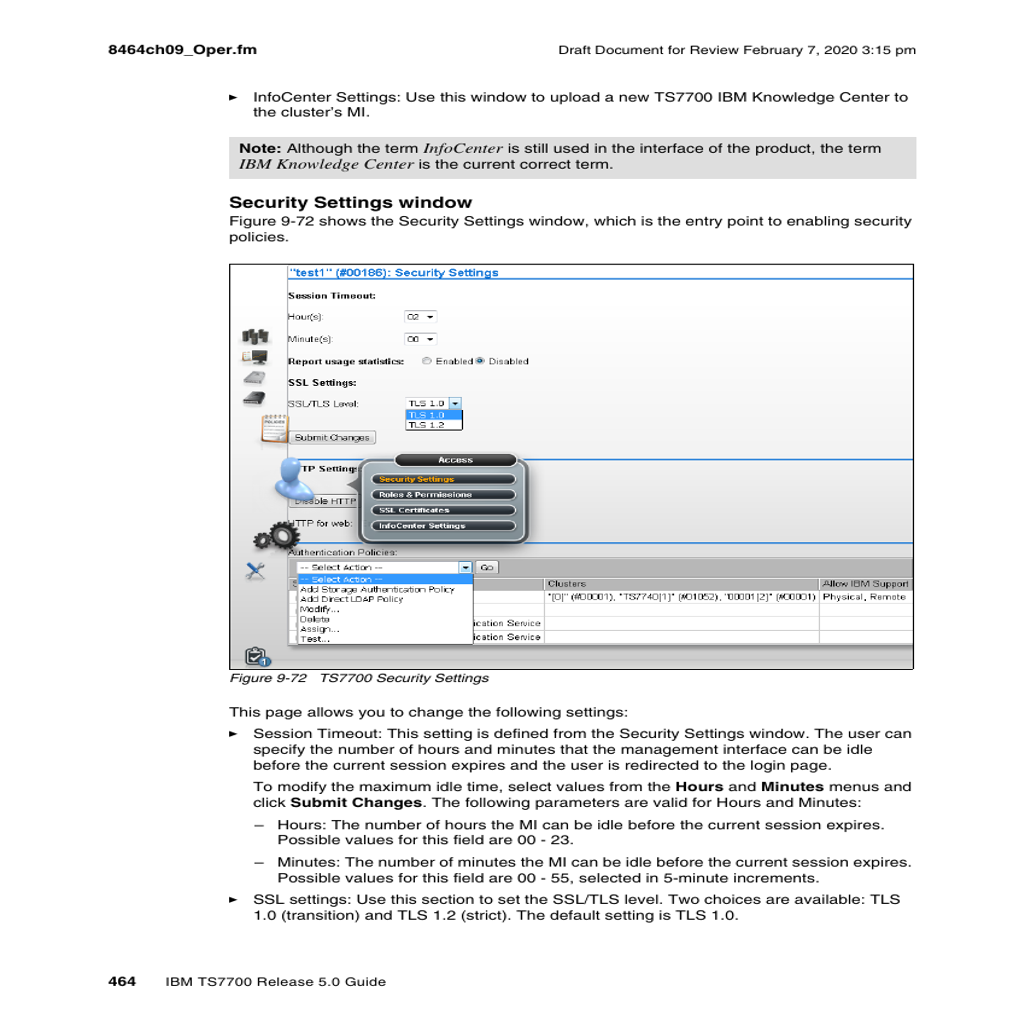 8464ch09_Oper.fm
Draft Document for Review February 7, 2020 3:15 pm
► InfoCenter Settings: Use this window to upload a new TS7700 IBM Knowledge Center to
the cluster's MI.
Note: Although the term InfoCenter is still used in the interface of the product, the term
IBM Knowledge Center is the current correct term.
Security Settings window
Figure 9-72 shows the Security Settings window, which is the entry point to enabling security
policies.
"test1" (#00186): Security Settings
Session Timeout:
Hour(s): 02
Minute(s): 00
Report usage statistics: Enabled Disabled
SSL Settings:
SSL/TLS Level: TLS 1.0
TLS 1.0
TLS 1.2
POLICIES
Submit Changes
Access
TP Setting
Security Settings
Roles & Permissions
Disable HTTP
SSL Certificates
HTTP for web:
InfoCenter Settings
Authentication Policies:
-- Select Action -- Go
-- Select Action --
Clusters Allow IBM Support
Add Storage Authentication Policy
Add Direct LDAP Policy
"[0]" (#00001), "TS7740[1]" (#01052), "00001[2]" (#00001) Physical, Remote
Modify...
Delete
ication Service
Assign...
Test...
ication Service
1
Figure 9-72 TS7700 Security Settings
This page allows you to change the following settings:
► Session Timeout: This setting is defined from the Security Settings window. The user can
specify the number of hours and minutes that the management interface can be idle
before the current session expires and the user is redirected to the login page.
To modify the maximum idle time, select values from the Hours and Minutes menus and
click Submit Changes. The following parameters are valid for Hours and Minutes:
– Hours: The number of hours the MI can be idle before the current session expires.
Possible values for this field are 00 - 23.
– Minutes: The number of minutes the MI can be idle before the current session expires.
Possible values for this field are 00 - 55, selected in 5-minute increments.
► SSL settings: Use this section to set the SSL/TLS level. Two choices are available: TLS
1.0 (transition) and TLS 1.2 (strict). The default setting is TLS 1.0.
464 IBM TS7700 Release 5.0 Guide